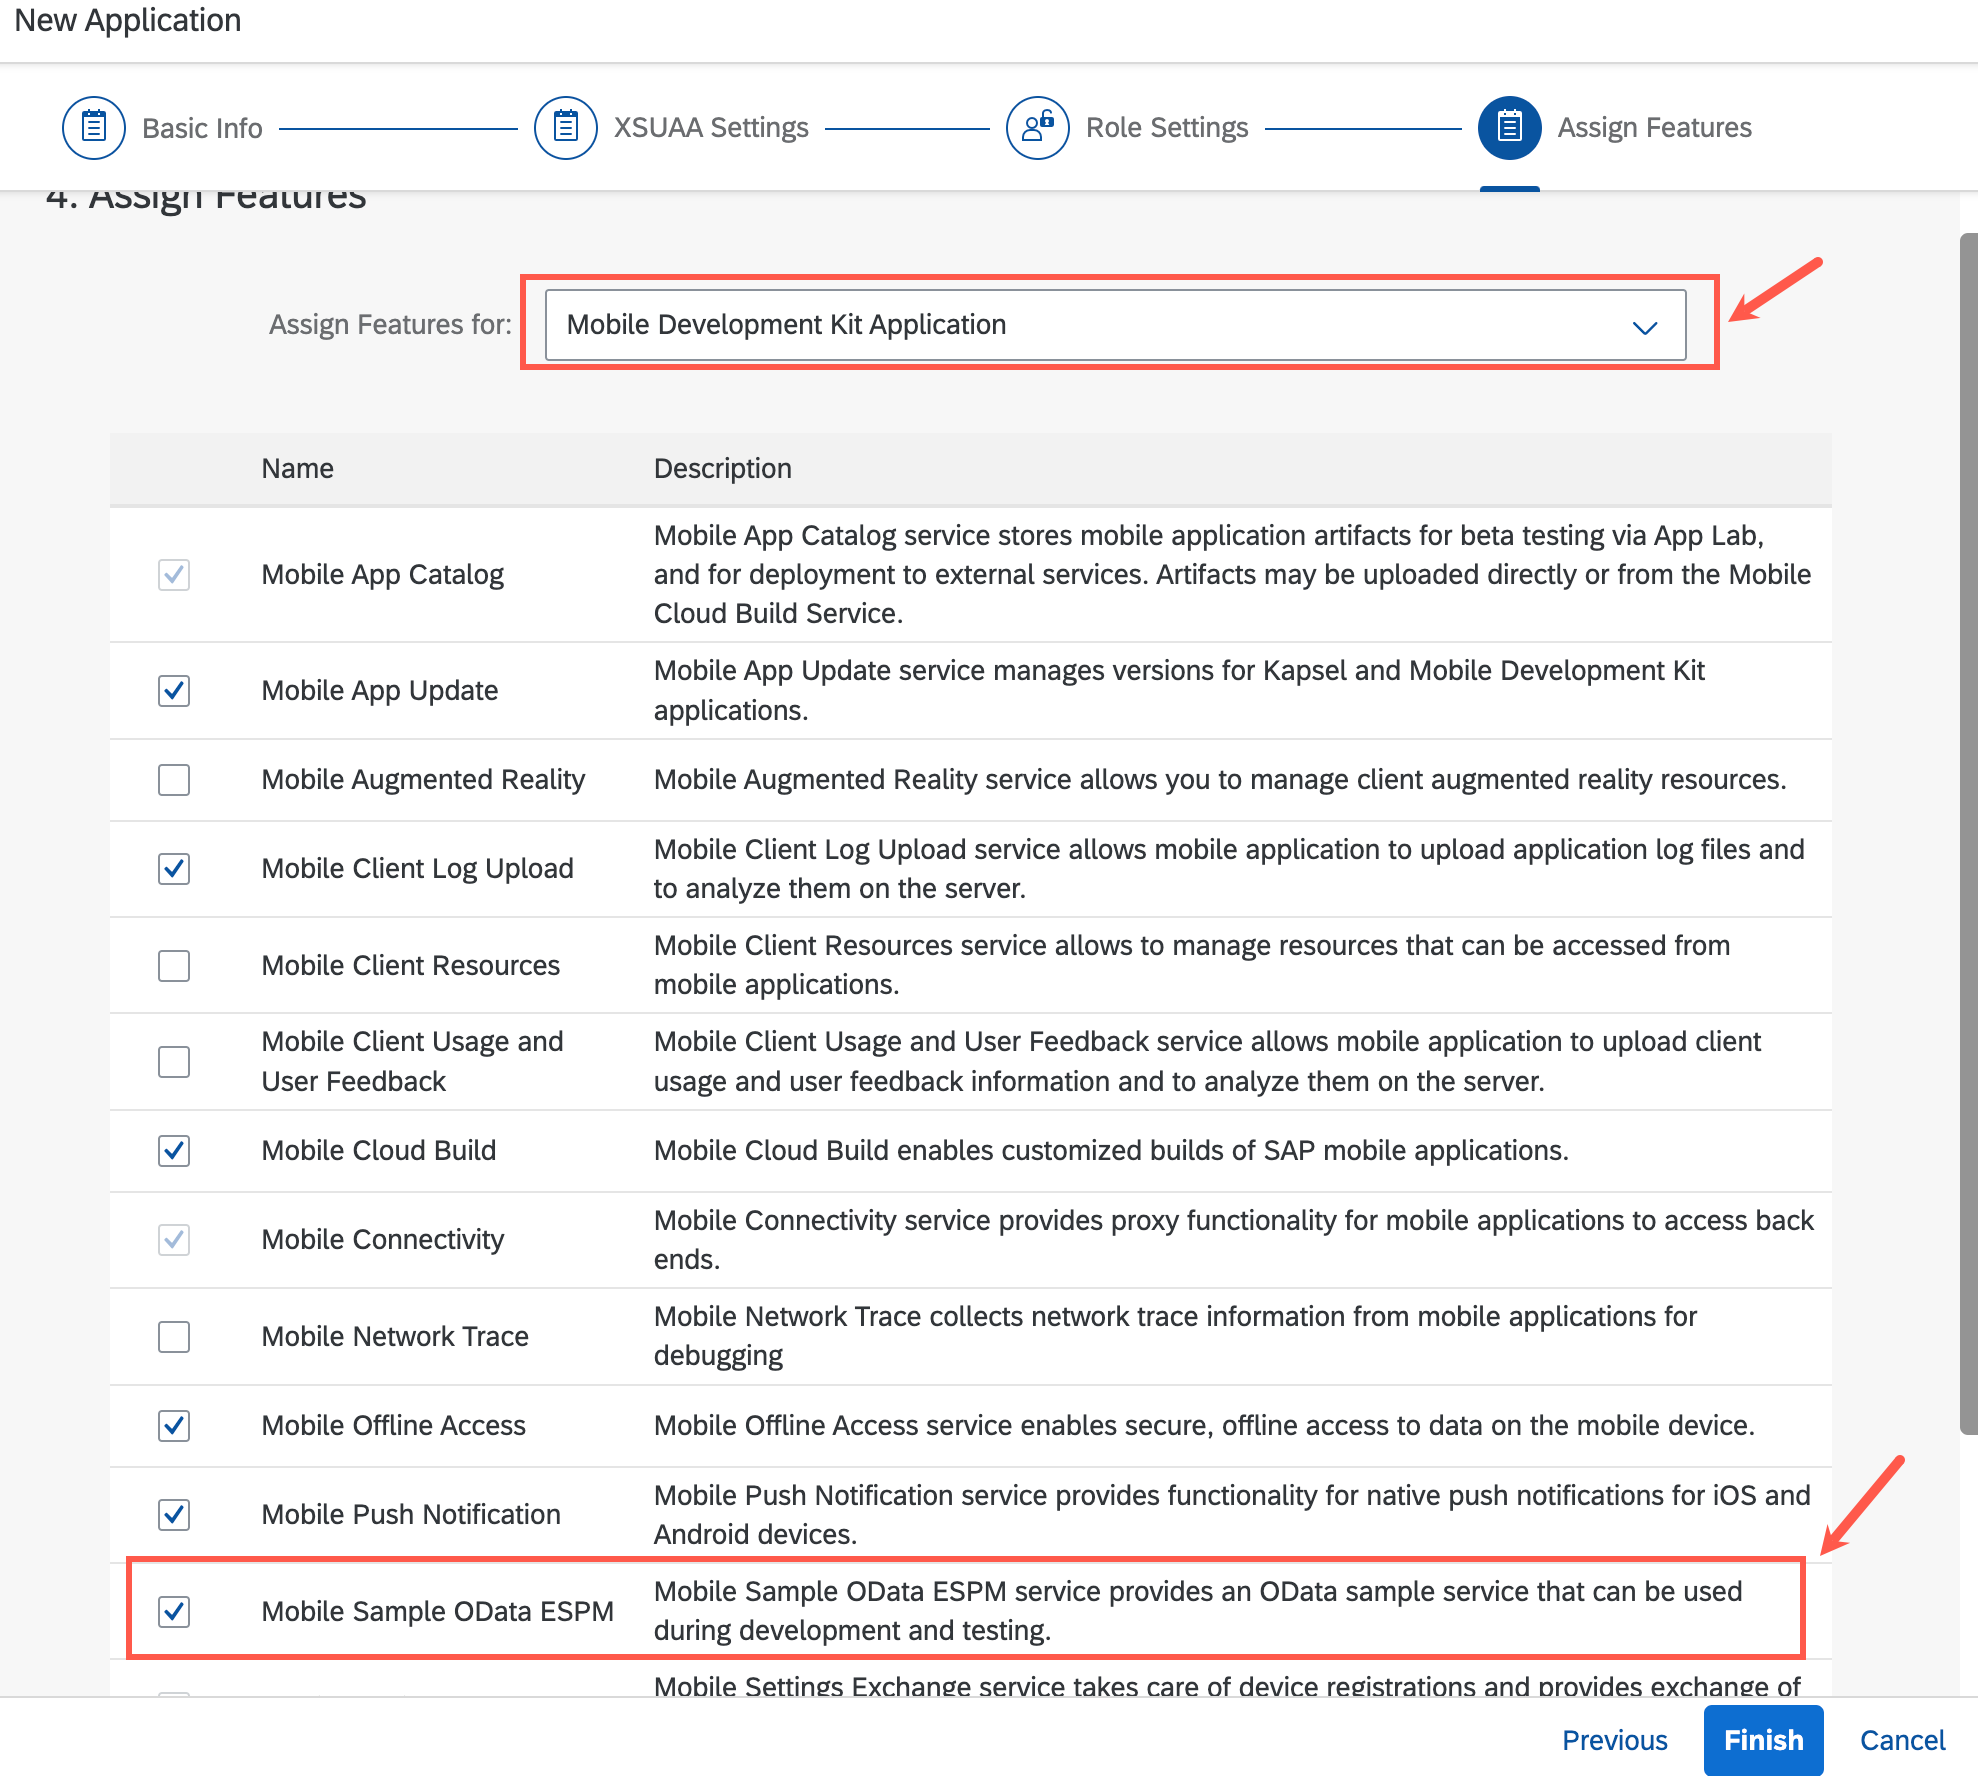 New Application
Basic Info
XSUAA Settings
Role Settings
Assign Features
4. Assign Features
Assign Features for:
Mobile Development Kit Application
Name
Description
Mobile App Catalog
Mobile App Catalog service stores mobile application artifacts for beta testing via App Lab,
and for deployment to external services. Artifacts may be uploaded directly or from the Mobile
Cloud Build Service.
Mobile App Update
Mobile App Update service manages versions for Kapsel and Mobile Development Kit
applications.
Mobile Augmented Reality
Mobile Augmented Reality service allows you to manage client augmented reality resources.
Mobile Client Log Upload
Mobile Client Log Upload service allows mobile application to upload application log files and
to analyze them on the server.
Mobile Client Resources
Mobile Client Resources service allows to manage resources that can be accessed from
mobile applications.
Mobile Client Usage and
User Feedback
Mobile Client Usage and User Feedback service allows mobile application to upload client
usage and user feedback information and to analyze them on the server.
Mobile Cloud Build
Mobile Cloud Build enables customized builds of SAP mobile applications.
Mobile Connectivity
Mobile Connectivity service provides proxy functionality for mobile applications to access back
ends.
Mobile Network Trace
Mobile Network Trace collects network trace information from mobile applications for
debugging
Mobile Offline Access
Mobile Offline Access service enables secure, offline access to data on the mobile device.
Mobile Push Notification
Mobile Push Notification service provides functionality for native push notifications for iOS and
Android devices.
Mobile Sample OData ESPM
Mobile Sample OData ESPM service provides an OData sample service that can be used
during development and testing.
Mobile Settings Exchange service takes care of device registrations and provides exchange of
Previous
Finish
Cancel